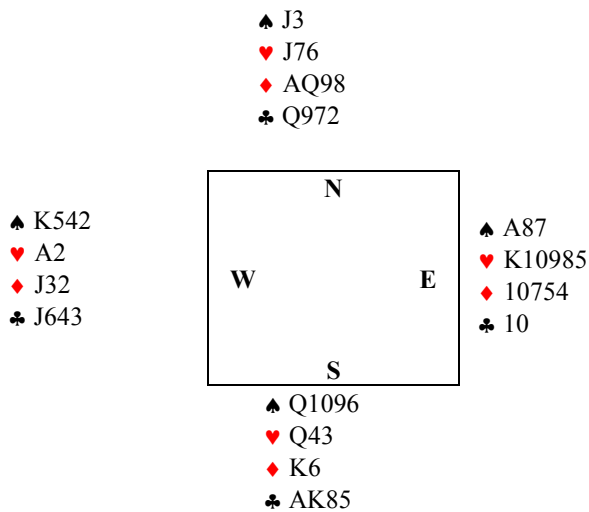 ♠ J3
♥ J76
♦ AQ98
♣ Q972
N
♠ K542
♥ A2
♦ J32
♣ J643
W
E
♠ A87
♥ K10985
♦ 10754
♣ 10
S
♠ Q1096
♥ Q43
♦ K6
♣ AK85